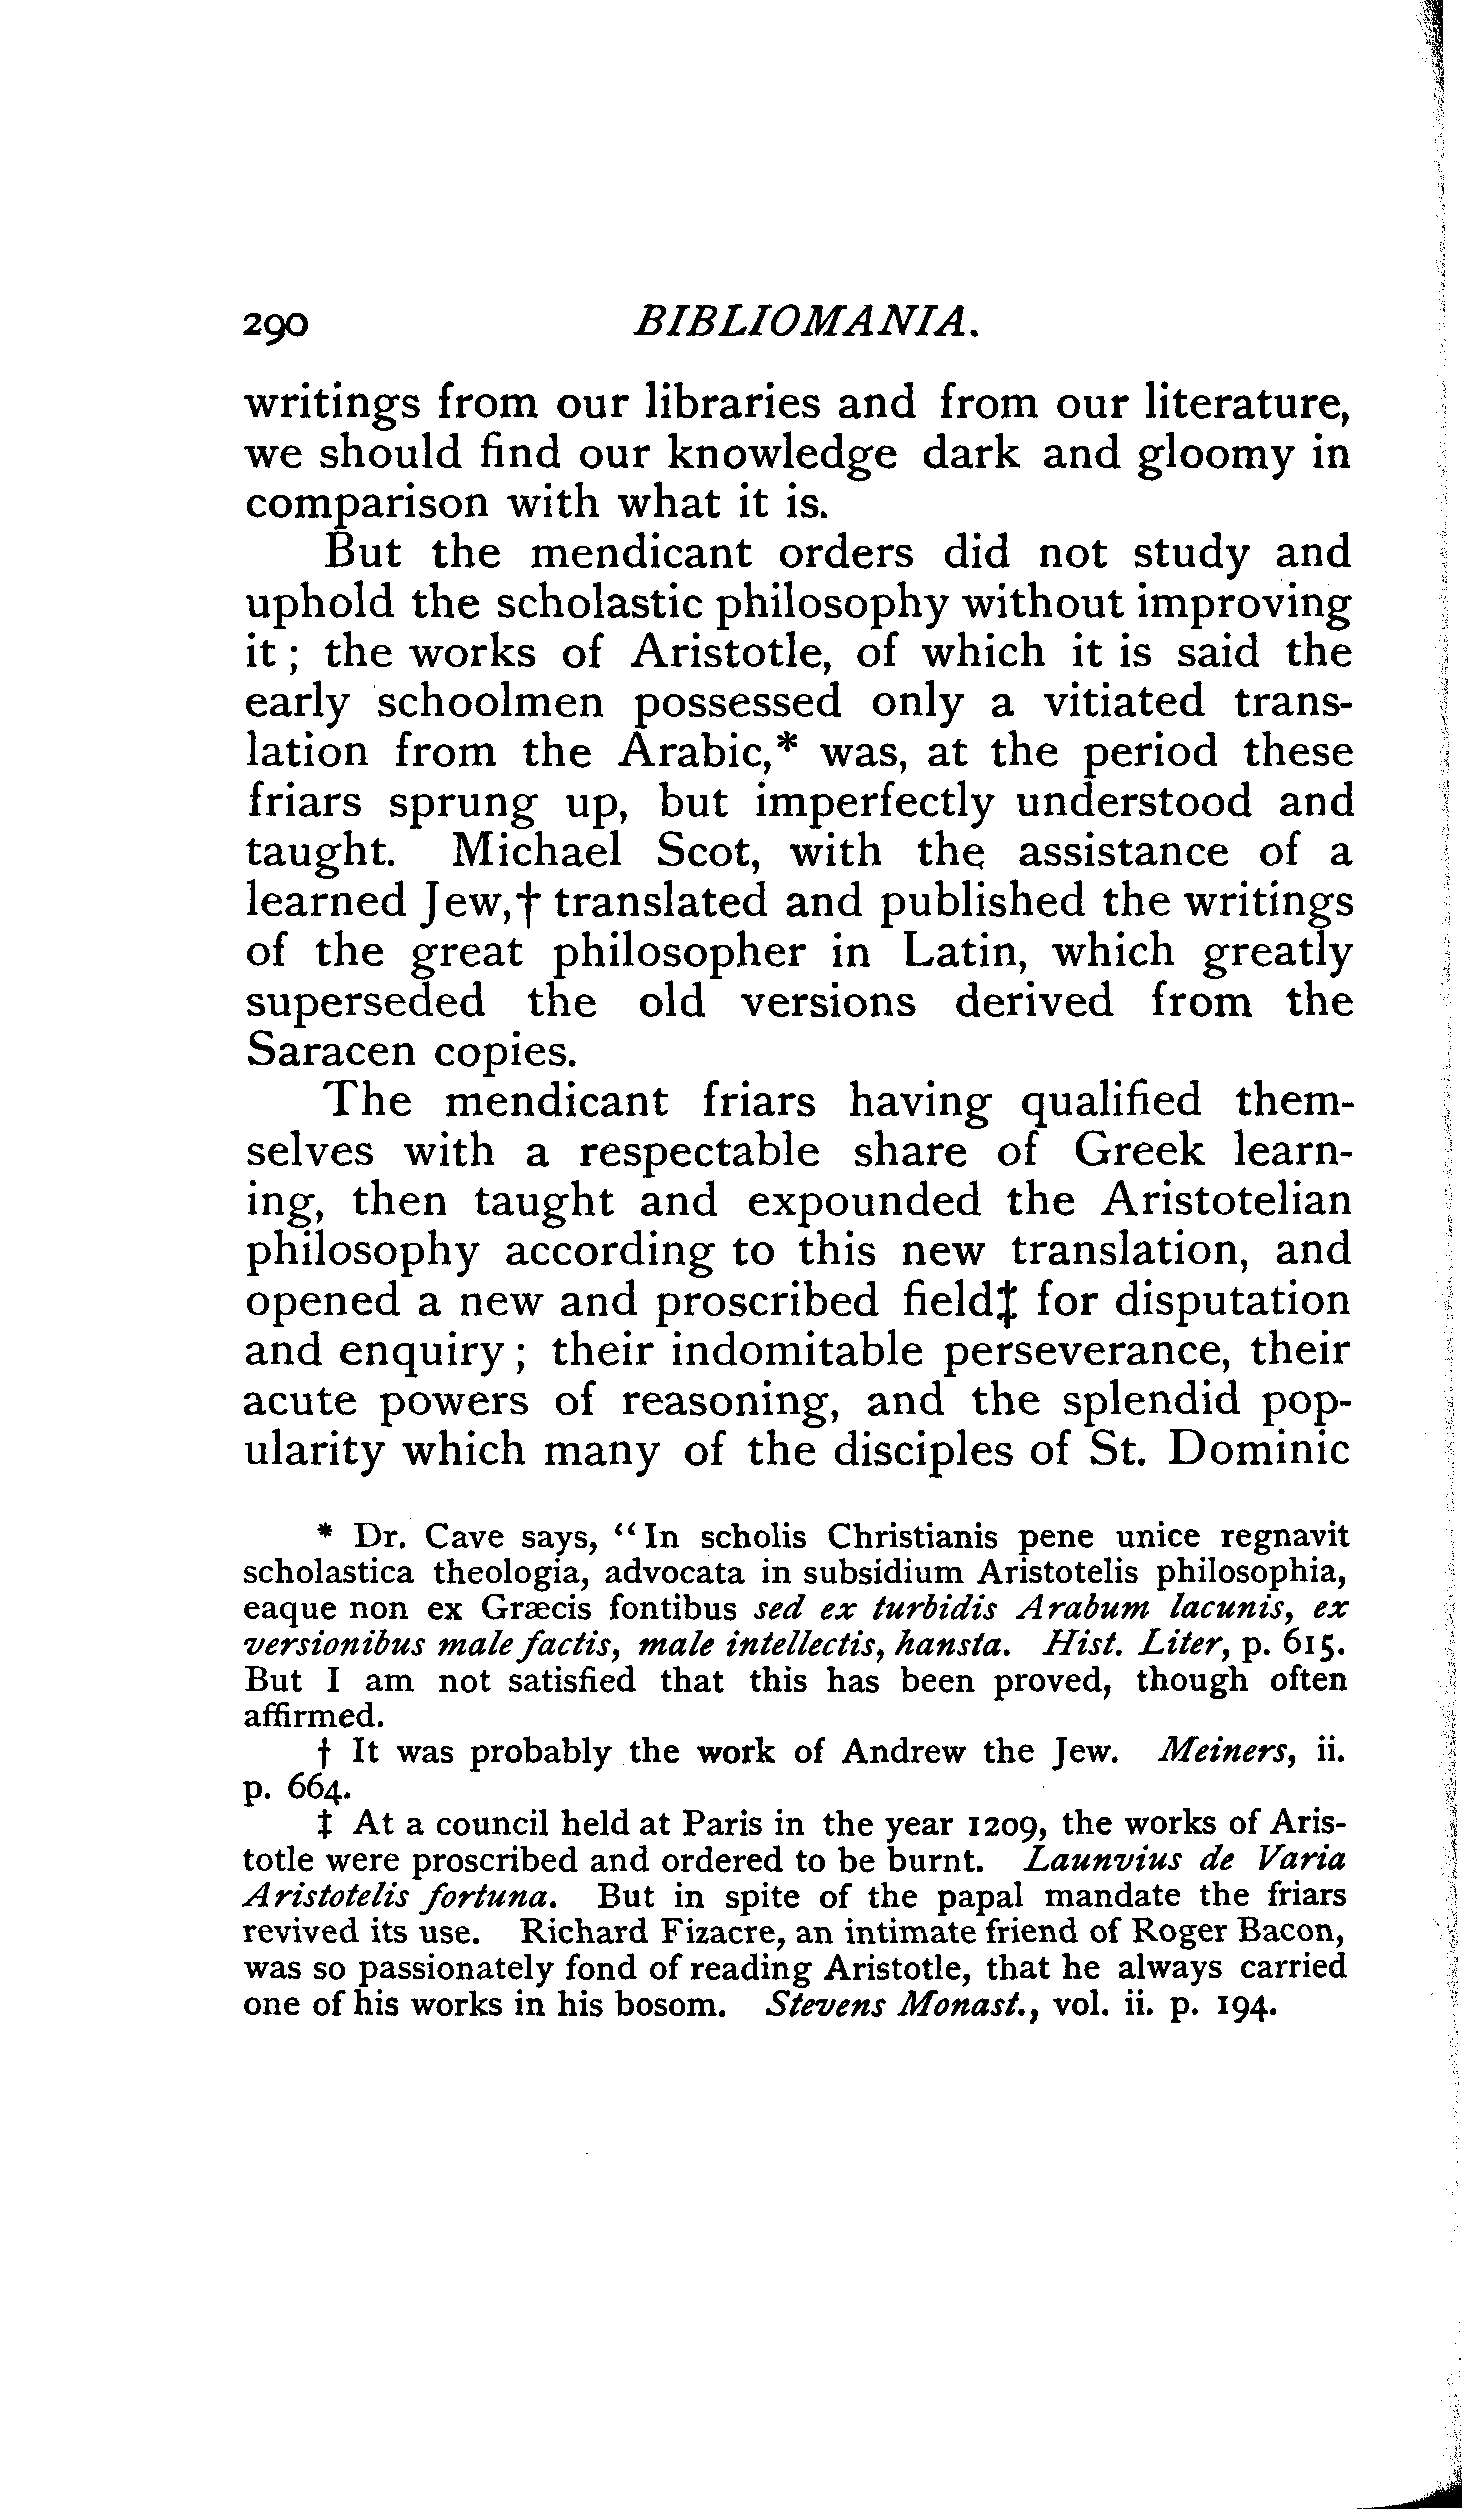 290 BIBLIOMANIA.
writings from our libraries and from our literature,
we should find our knowledge dark and gloomy in
comparison with what it is.
But the mendicant orders did not study and
uphold the scholastic philosophy without improving
it ; the works of Aristotle, of which it is said the
early schoolmen possessed only a vitiated trans-
lation from the Arabic,* was, at the period these
friars sprung up, but imperfectly understood and
taught. Michael Scot, with the assistance of a
learned Jew,† translated and published the writings
of the great philosopher in Latin, which greatly
superseded the old versions derived from the
Saracen copies.
The mendicant friars having qualified them-
selves with a respectable share of Greek learn-
ing, then taught and expounded the Aristotelian
philosophy according to this new translation, and
opened a new and proscribed field‡ for disputation
and enquiry ; their indomitable perseverance, their
acute powers of reasoning, and the splendid pop-
ularity which many of the disciples of St. Dominic
* Dr. Cave says, “In scholis Christianis pene unice regnavit
scholastica theologia, advocata in subsidium Aristotelis philosophia,
eaque non ex Græcis fontibus sed ex turbidis Arabum lacunis, ex
versionibus male factis, male intellectis, hansta. Hist. Liter, p. 615.
But I am not satisfied that this has been proved, though often
affirmed.
† It was probably the work of Andrew the Jew. Meiners, ii.
p. 664.
‡ At a council held at Paris in the year 1209, the works of Aris-
totle were proscribed and ordered to be burnt. Launvius de Varia
Aristotelis fortuna. But in spite of the papal mandate the friars
revived its use. Richard Fizacre, an intimate friend of Roger Bacon,
was so passionately fond of reading Aristotle, that he always carried
one of his works in his bosom. Stevens Monast., vol. ii. p. 194.